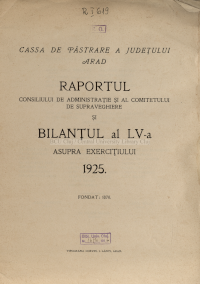 CASSA DE PĂSTRARE A JUDEȚULUI
ARAD
RAPORTUL
CONSILIULUI DE ADMINISTRAȚIE ȘI AL COMITETULUI
DE SUPRAVEGHIERE
ȘI
BILANȚUL al LV-a
ASUPRA EXERCIȚIULUI
1925.
FONDAT: 1870.